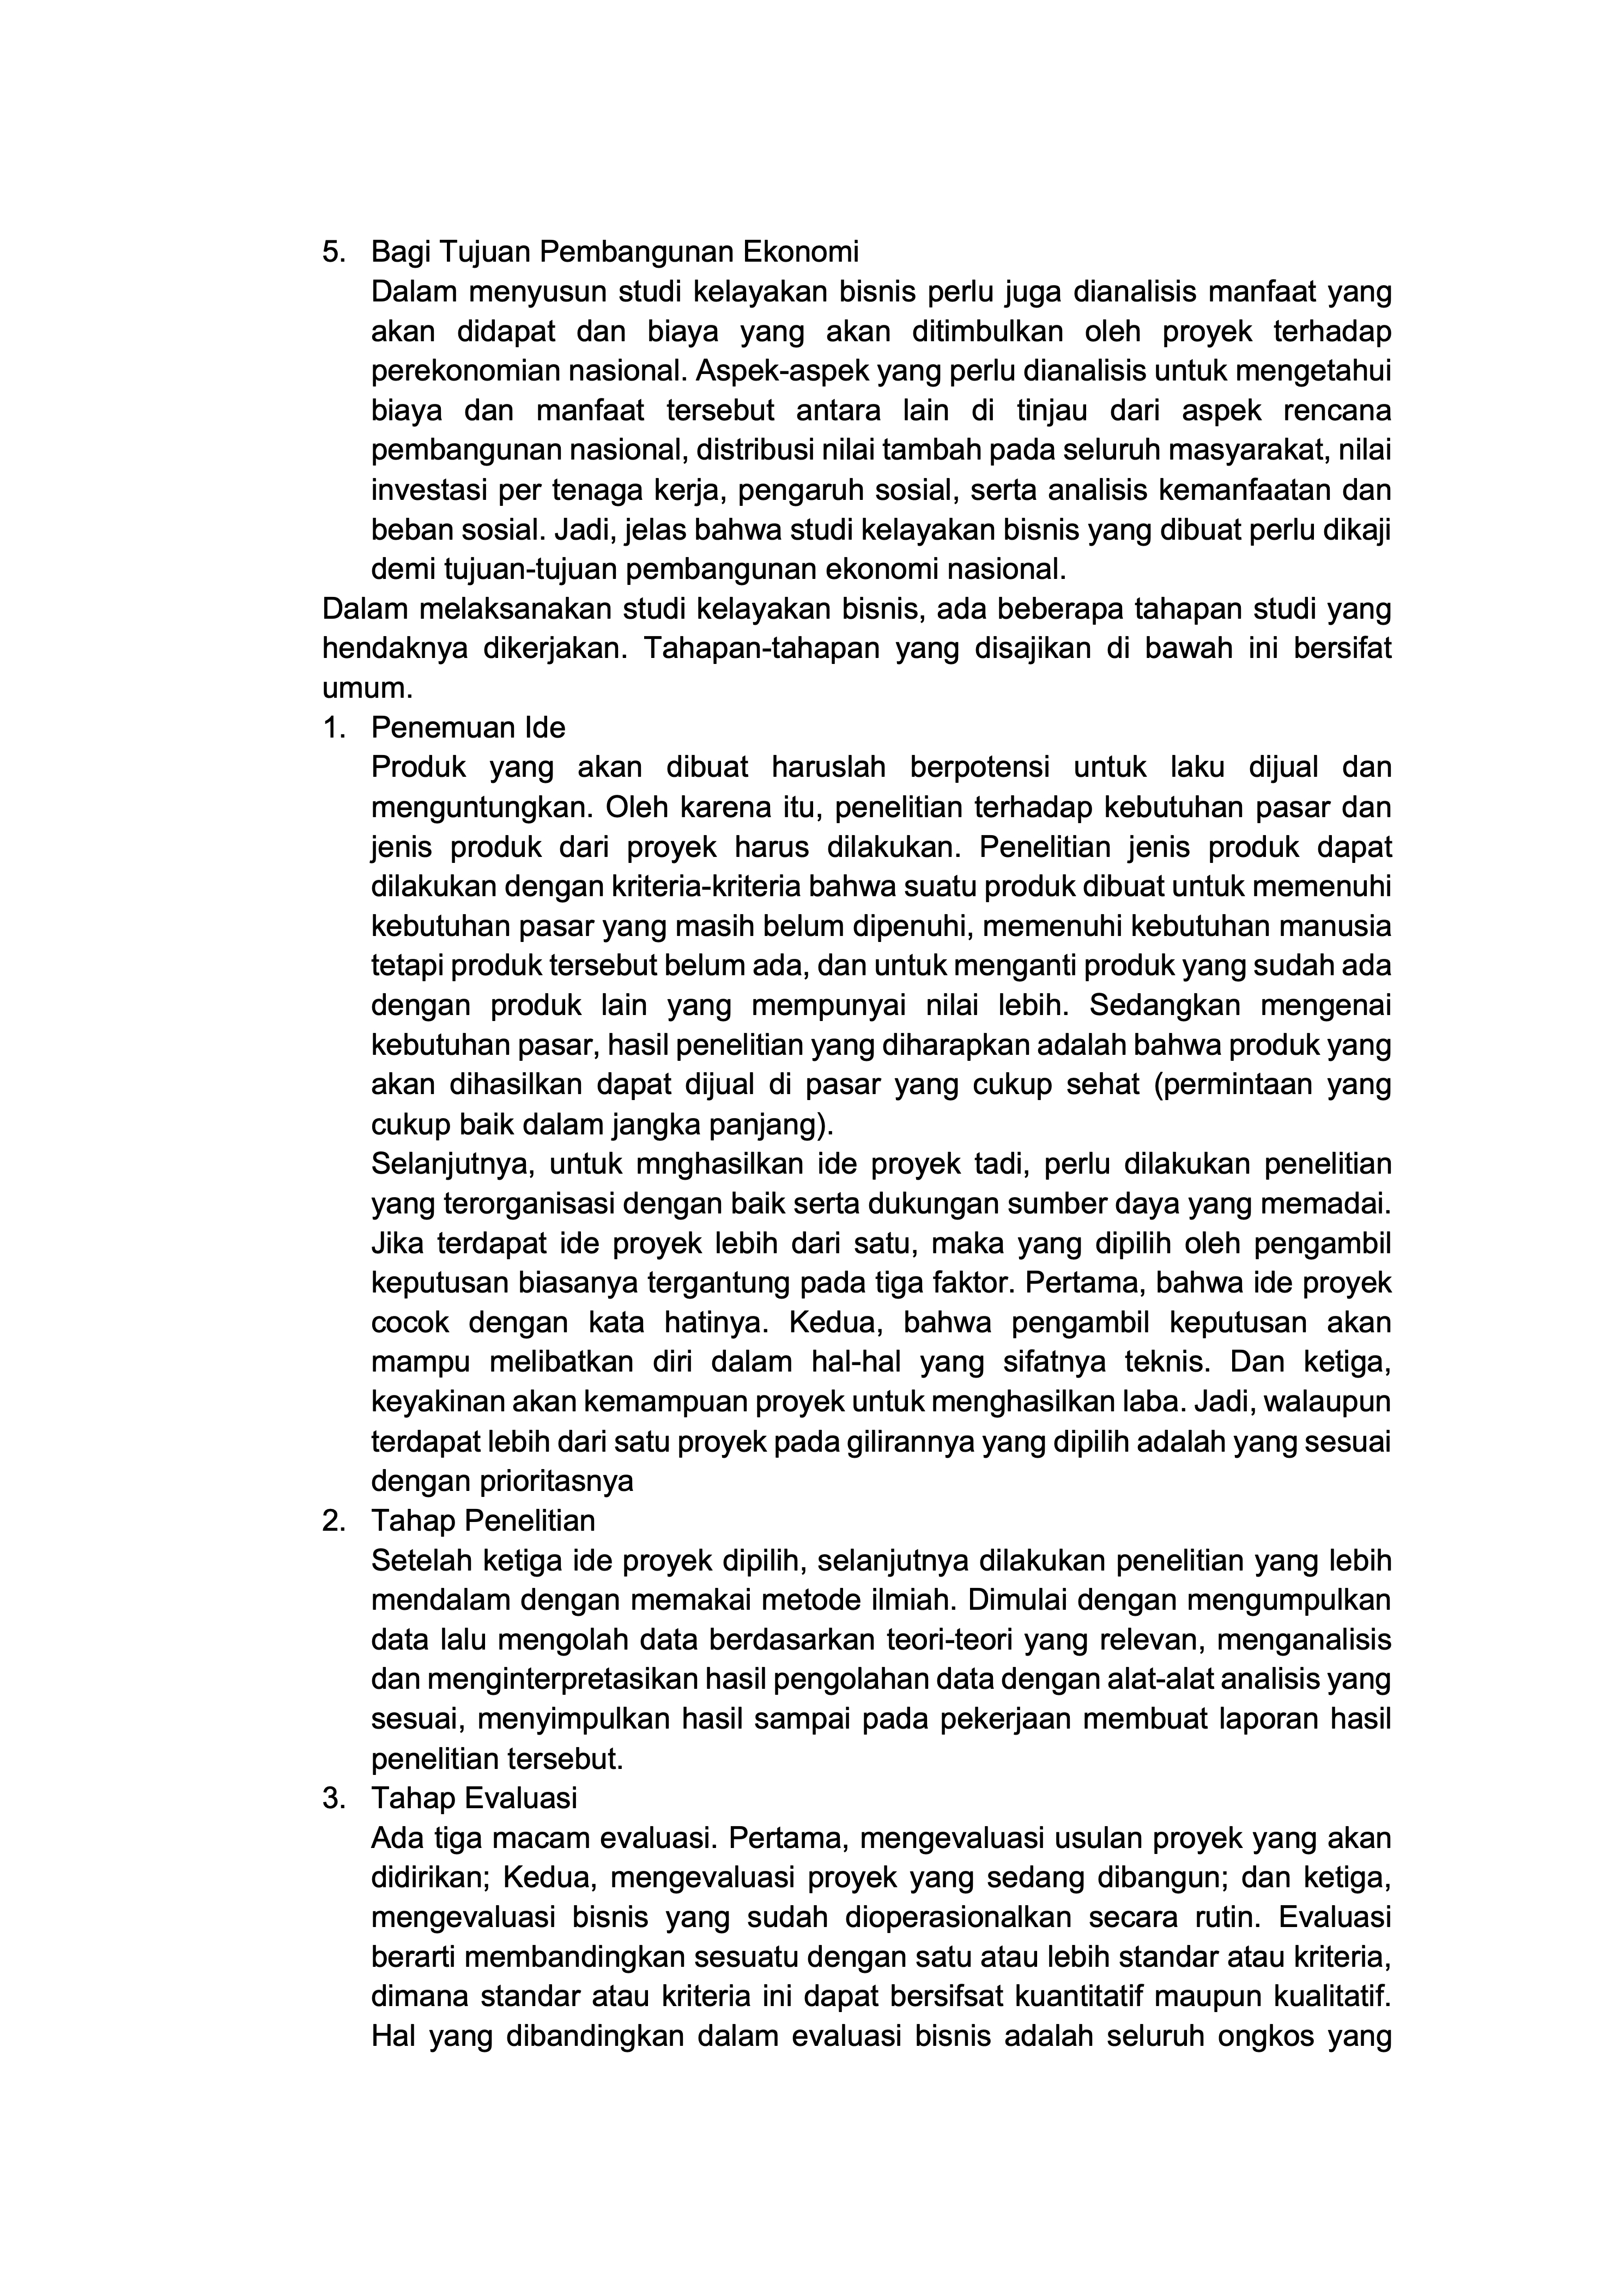 5. Bagi Tujuan Pembangunan Ekonomi
Dalam menyusun studi kelayakan bisnis perlu juga dianalisis manfaat yang
akan didapat dan biaya yang akan ditimbulkan oleh proyek terhadap
perekonomian nasional. Aspek-aspek yang perlu dianalisis untuk mengetahui
biaya dan manfaat tersebut antara lain di tinjau dari aspek rencana
pembangunan nasional, distribusi nilai tambah pada seluruh masyarakat, nilai
investasi per tenaga kerja, pengaruh sosial, serta analisis kemanfaatan dan
beban sosial. Jadi, jelas bahwa studi kelayakan bisnis yang dibuat perlu dikaji
demi tujuan-tujuan pembangunan ekonomi nasional.
Dalam melaksanakan studi kelayakan bisnis, ada beberapa tahapan studi yang
hendaknya dikerjakan. Tahapan-tahapan yang disajikan di bawah ini bersifat
umum.
1. Penemuan Ide
Produk yang akan dibuat haruslah berpotensi untuk laku dijual dan
menguntungkan. Oleh karena itu, penelitian terhadap kebutuhan pasar dan
jenis produk dari proyek harus dilakukan. Penelitian jenis produk dapat
dilakukan dengan kriteria-kriteria bahwa suatu produk dibuat untuk memenuhi
kebutuhan pasar yang masih belum dipenuhi, memenuhi kebutuhan manusia
tetapi produk tersebut belum ada, dan untuk menganti produk yang sudah ada
dengan produk lain yang mempunyai nilai lebih. Sedangkan mengenai
kebutuhan pasar, hasil penelitian yang diharapkan adalah bahwa produk yang
akan dihasilkan dapat dijual di pasar yang cukup sehat (permintaan yang
cukup baik dalam jangka panjang).
Selanjutnya, untuk mnghasilkan ide proyek tadi, perlu dilakukan penelitian
yang terorganisasi dengan baik serta dukungan sumber daya yang memadai.
Jika terdapat ide proyek lebih dari satu, maka yang dipilih oleh pengambil
keputusan biasanya tergantung pada tiga faktor. Pertama, bahwa ide proyek
cocok dengan kata hatinya. Kedua, bahwa pengambil keputusan akan
mampu melibatkan diri dalam hal-hal yang sifatnya teknis. Dan ketiga,
keyakinan akan kemampuan proyek untuk menghasilkan laba. Jadi, walaupun
terdapat lebih dari satu proyek pada gilirannya yang dipilih adalah yang sesuai
dengan prioritasnya
2. Tahap Penelitian
Setelah ketiga ide proyek dipilih, selanjutnya dilakukan penelitian yang lebih
mendalam dengan memakai metode ilmiah. Dimulai dengan mengumpulkan
data lalu mengolah data berdasarkan teori-teori yang relevan, menganalisis
dan menginterpretasikan hasil pengolahan data dengan alat-alat analisis yang
sesuai, menyimpulkan hasil sampai pada pekerjaan membuat laporan hasil
penelitian tersebut.
3. Tahap Evaluasi
Ada tiga macam evaluasi. Pertama, mengevaluasi usulan proyek yang akan
didirikan; Kedua, mengevaluasi proyek yang sedang dibangun; dan ketiga,
mengevaluasi bisnis yang sudah dioperasionalkan secara rutin. Evaluasi
berarti membandingkan sesuatu dengan satu atau lebih standar atau kriteria,
dimana standar atau kriteria ini dapat bersifsat kuantitatif maupun kualitatif.
Hal yang dibandingkan dalam evaluasi bisnis adalah seluruh ongkos yang